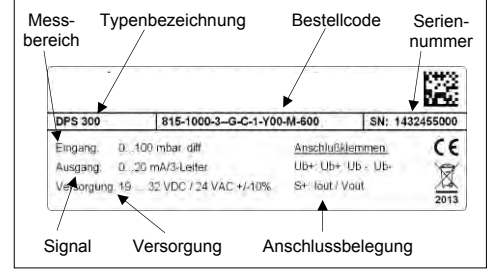 Mess-
bereich
Typenbezeichnung
Bestellcode
Serien-
nummer
DPS 300 815-1000-3--G-C-1-Y00-M-600 SN: 1432455000
Eingang: 0...100 mbar diff. Anschlußklemmen:
Ausgang: 0...20 mA/3-Leiter Ub+: Ub+ Ub-: Ub-
Versorgung: 19 ... 32 VDC / 24 VAC +/-10% S+: Iout / Vout
CE
2013
Signal Versorgung Anschlussbelegung